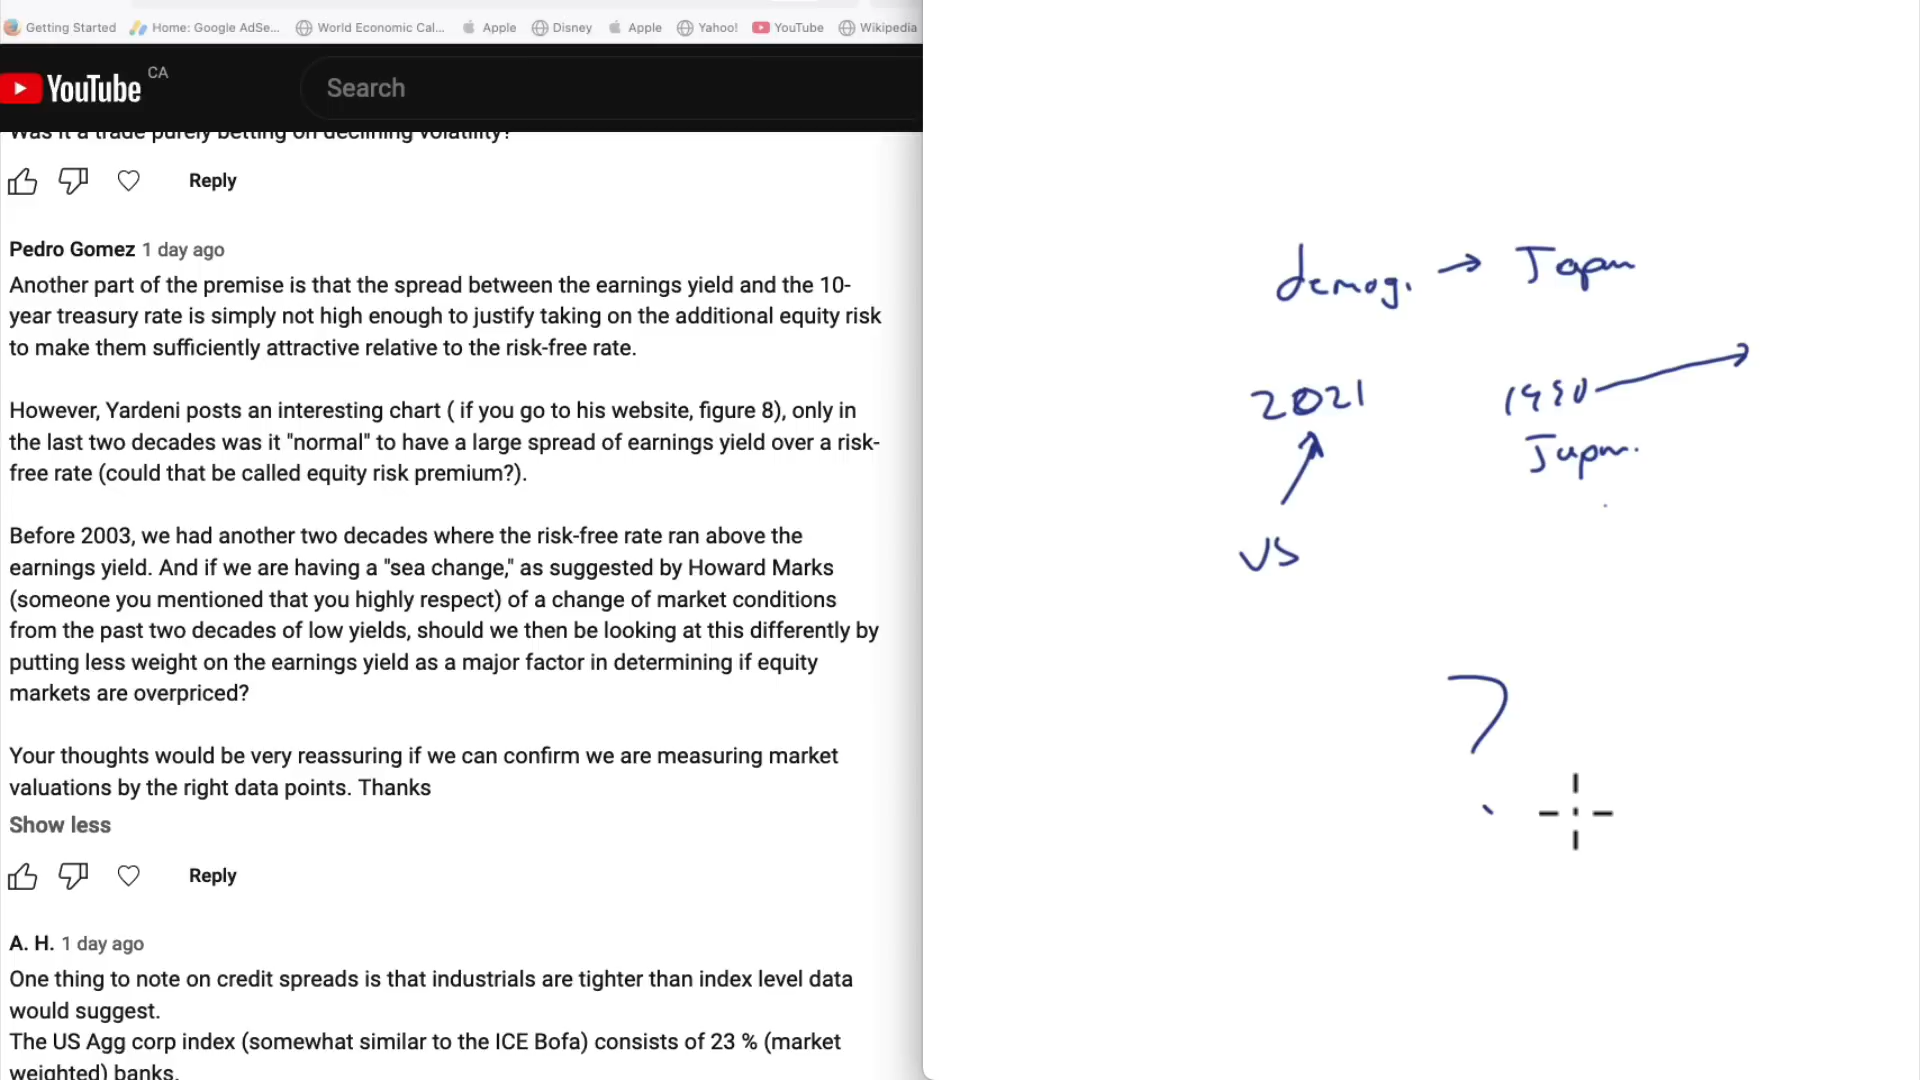 Getting Started Home: Google AdSe... World Economic Cal... Apple Disney Apple Yahoo! YouTube Wikipedia
YouTube CA Search
Was it a trade purely betting on declining volatility?
Reply
Pedro Gomez 1 day ago
Another part of the premise is that the spread between the earnings yield and the 10-
year treasury rate is simply not high enough to justify taking on the additional equity risk
to make them sufficiently attractive relative to the risk-free rate.
However, Yardeni posts an interesting chart ( if you go to his website, figure 8), only in
the last two decades was it "normal" to have a large spread of earnings yield over a risk-
free rate (could that be called equity risk premium?).
Before 2003, we had another two decades where the risk-free rate ran above the
earnings yield. And if we are having a "sea change," as suggested by Howard Marks
(someone you mentioned that you highly respect) of a change of market conditions
from the past two decades of low yields, should we then be looking at this differently by
putting less weight on the earnings yield as a major factor in determining if equity
markets are overpriced?
Your thoughts would be very reassuring if we can confirm we are measuring market
valuations by the right data points. Thanks
Show less
Reply
A. H. 1 day ago
One thing to note on credit spreads is that industrials are tighter than index level data
would suggest.
The US Agg corp index (somewhat similar to the ICE Bofa) consists of 23 % (market
weighted) banks.
demog. → Japan
2021 1990 →
Japan.
US
?